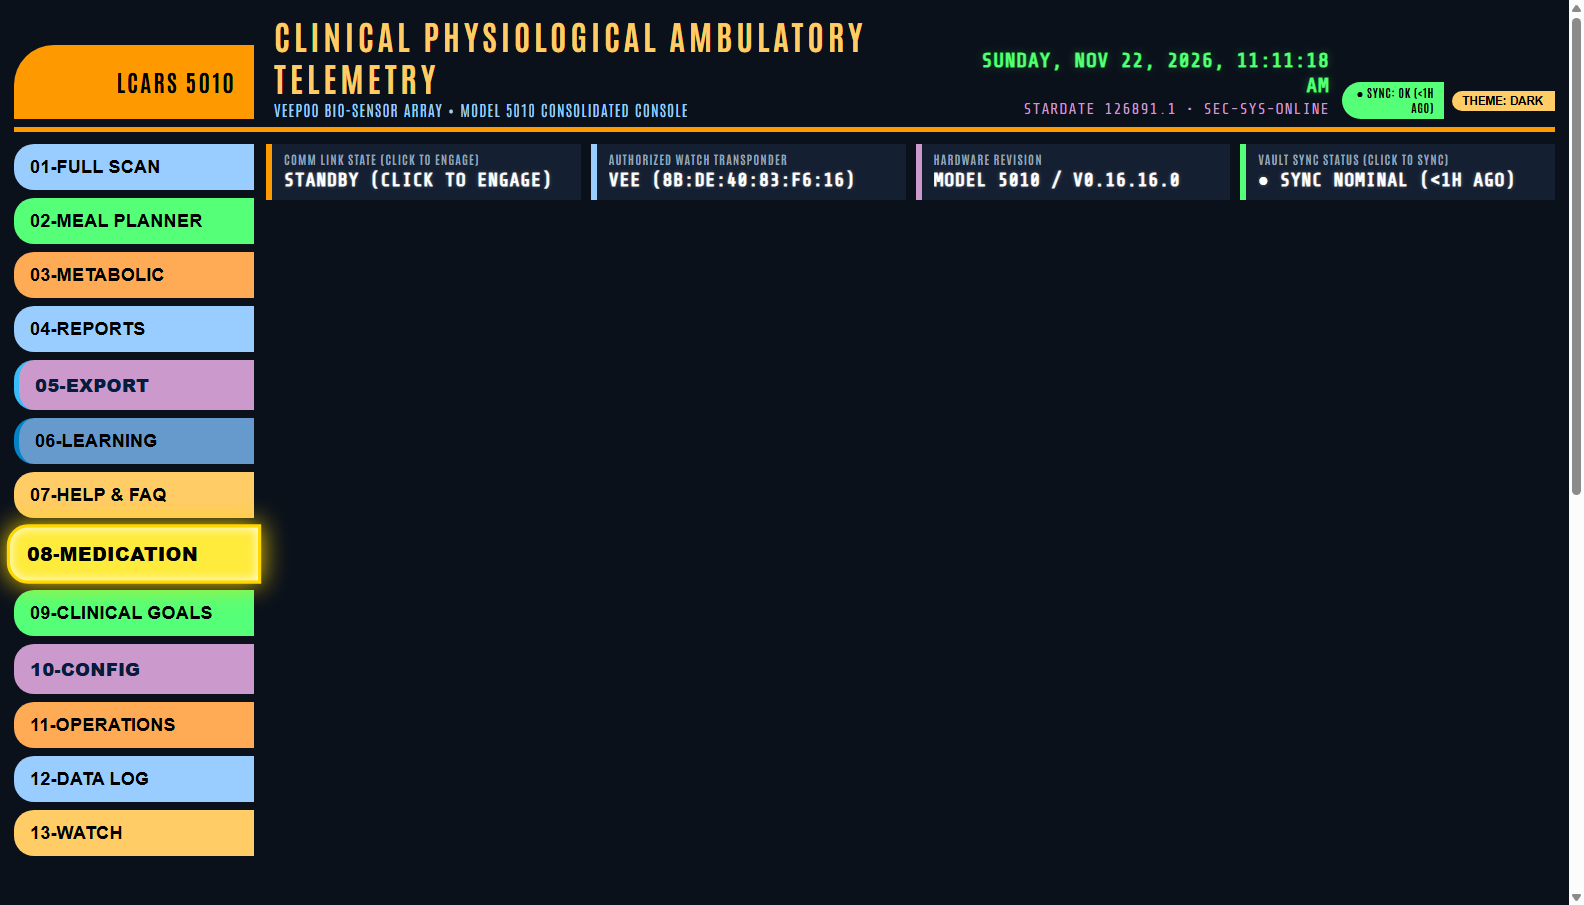 LCARS 5010
CLINICAL PHYSIOLOGICAL AMBULATORY
TELEMETRY
VEEPOO BIO-SENSOR ARRAY • MODEL 5010 CONSOLIDATED CONSOLE
SUNDAY, NOV 22, 2026, 11:11:18
AM
STARDATE 126891.1 · SEC-SYS-ONLINE
● SYNC: OK (<1H
AGO)
THEME: DARK
01-FULL SCAN
02-MEAL PLANNER
03-METABOLIC
04-REPORTS
05-EXPORT
06-LEARNING
07-HELP & FAQ
08-MEDICATION
09-CLINICAL GOALS
10-CONFIG
11-OPERATIONS
12-DATA LOG
13-WATCH
COMM LINK STATE (CLICK TO ENGAGE)
STANDBY (CLICK TO ENGAGE)
AUTHORIZED WATCH TRANSPONDER
VEE (8B:DE:40:83:F6:16)
HARDWARE REVISION
MODEL 5010 / V0.16.16.0
VAULT SYNC STATUS (CLICK TO SYNC)
● SYNC NOMINAL (<1H AGO)